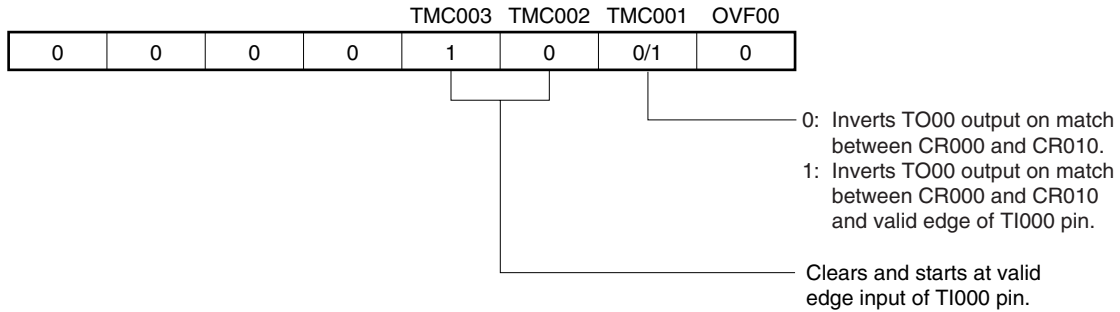 TMC003 TMC002 TMC001 OVF00
0 0 0 0 1 0 0/1 0
0: Inverts TO00 output on match
between CR000 and CR010.
1: Inverts TO00 output on match
between CR000 and CR010
and valid edge of TI000 pin.
Clears and starts at valid
edge input of TI000 pin.